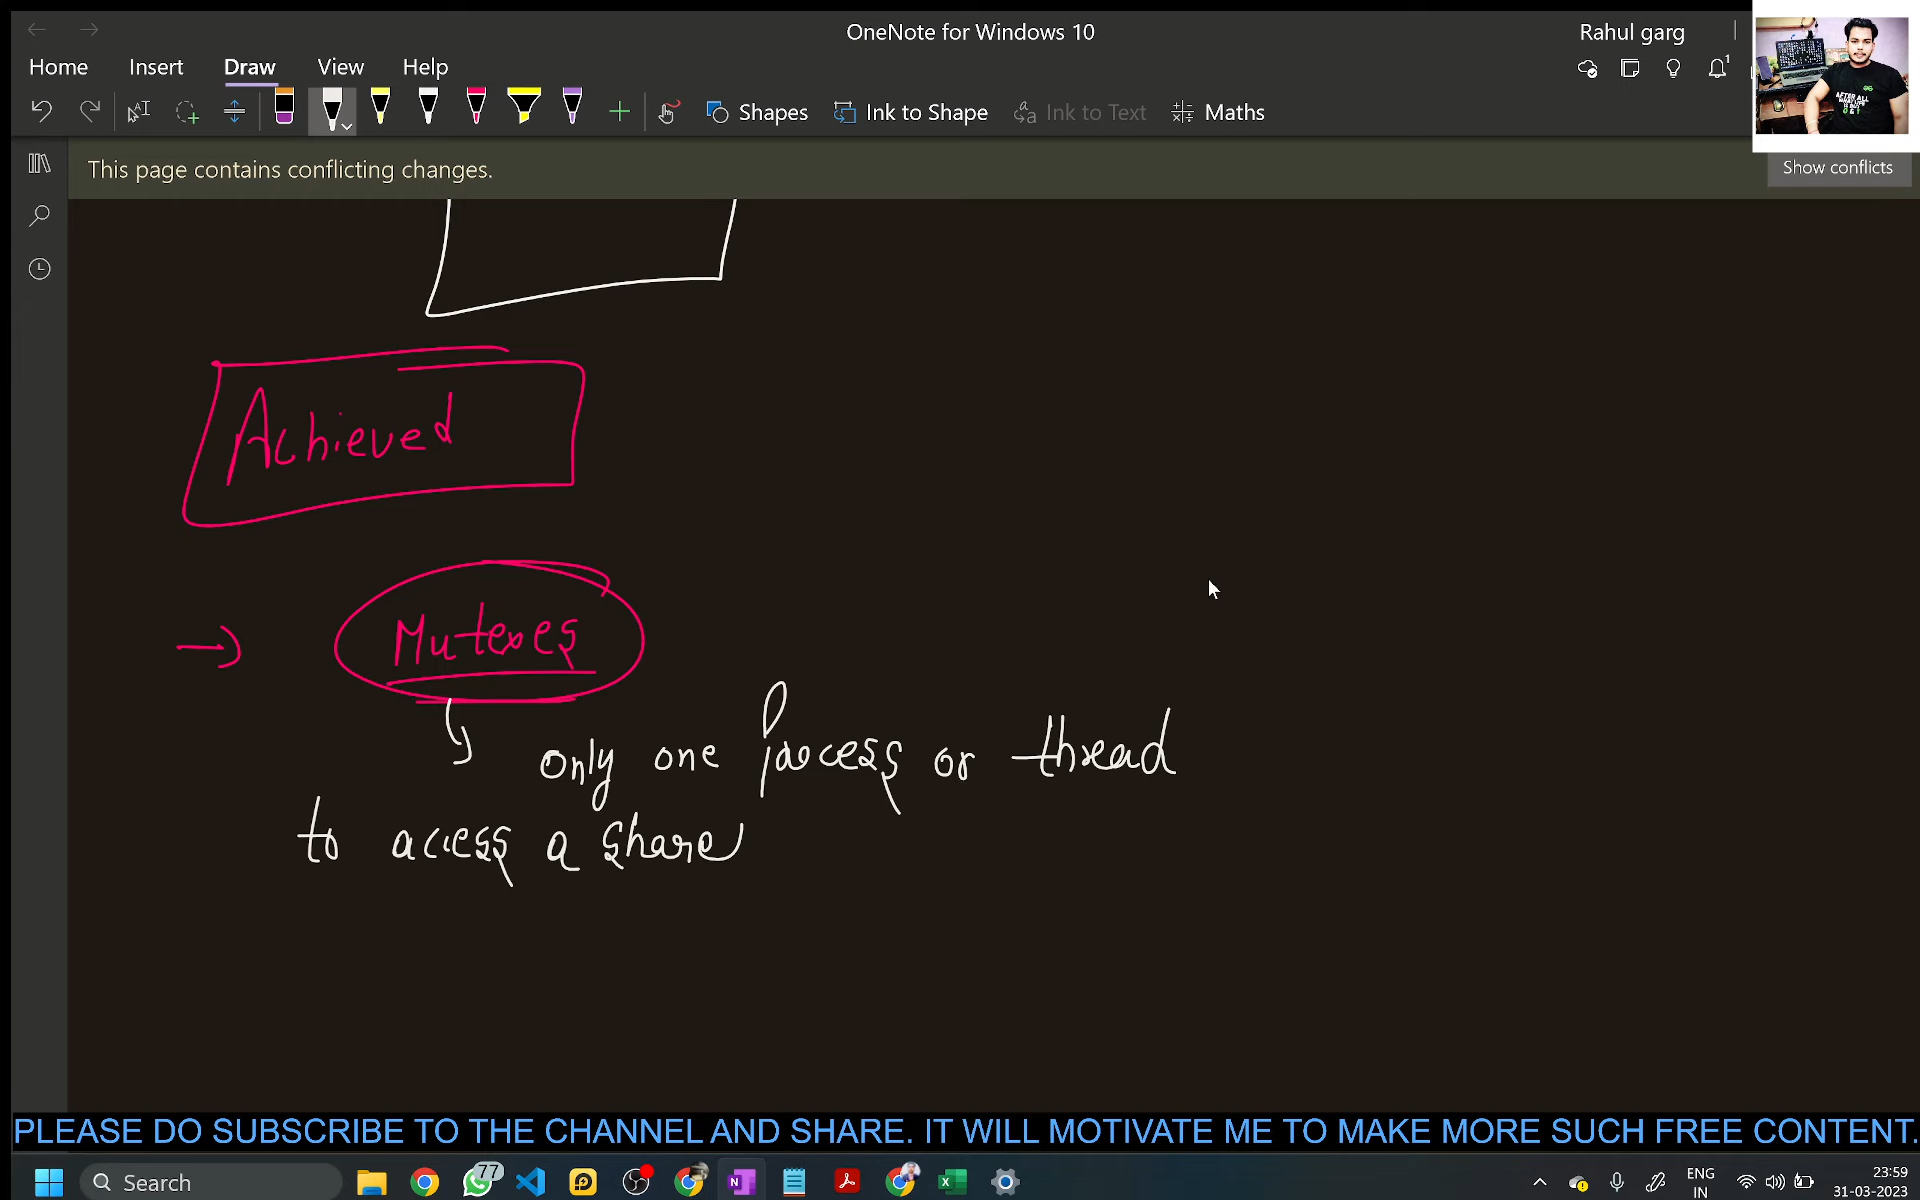 OneNote for Windows 10
Rahul garg
Home Insert Draw View Help
1
Shapes Ink to Shape Ink to Text Maths
This page contains conflicting changes.
Show conflicts
Achieved
Mutexes
only one process or thread
to access a share
PLEASE DO SUBSCRIBE TO THE CHANNEL AND SHARE. IT WILL MOTIVATE ME TO MAKE MORE SUCH FREE CONTENT.
Search
77
ENG
IN
23:59
31-03-2023